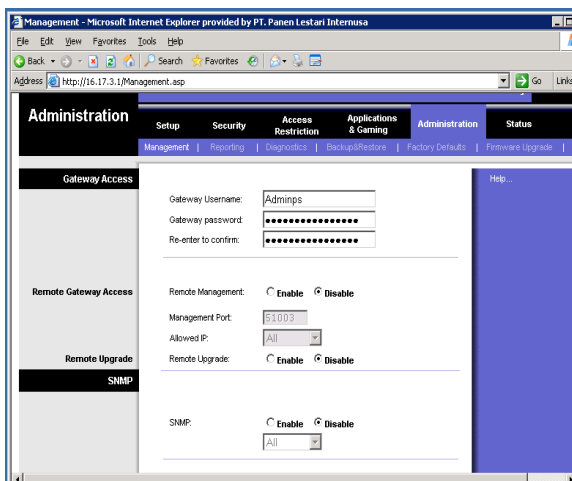 Management - Microsoft Internet Explorer provided by PT. Panen Lestari Internusa
File Edit View Favorites Tools Help
Back Search Favorites
Address http://16.17.3.1/Management.asp Go Links
Administration
Setup Security Access Restriction Applications & Gaming Administration Status
Management | Reporting | Diagnostics | Backup&Restore | Factory Defaults | Firmware Upgrade |
Gateway Access
Help...
Gateway Username: Adminps
Gateway password: ●●●●●●●●●●●●●●●●
Re-enter to confirm: ●●●●●●●●●●●●●●●●
Remote Gateway Access
Remote Management: Enable Disable
Management Port: 51003
Allowed IP: All
Remote Upgrade
Remote Upgrade: Enable Disable
SNMP
SNMP: Enable Disable
All